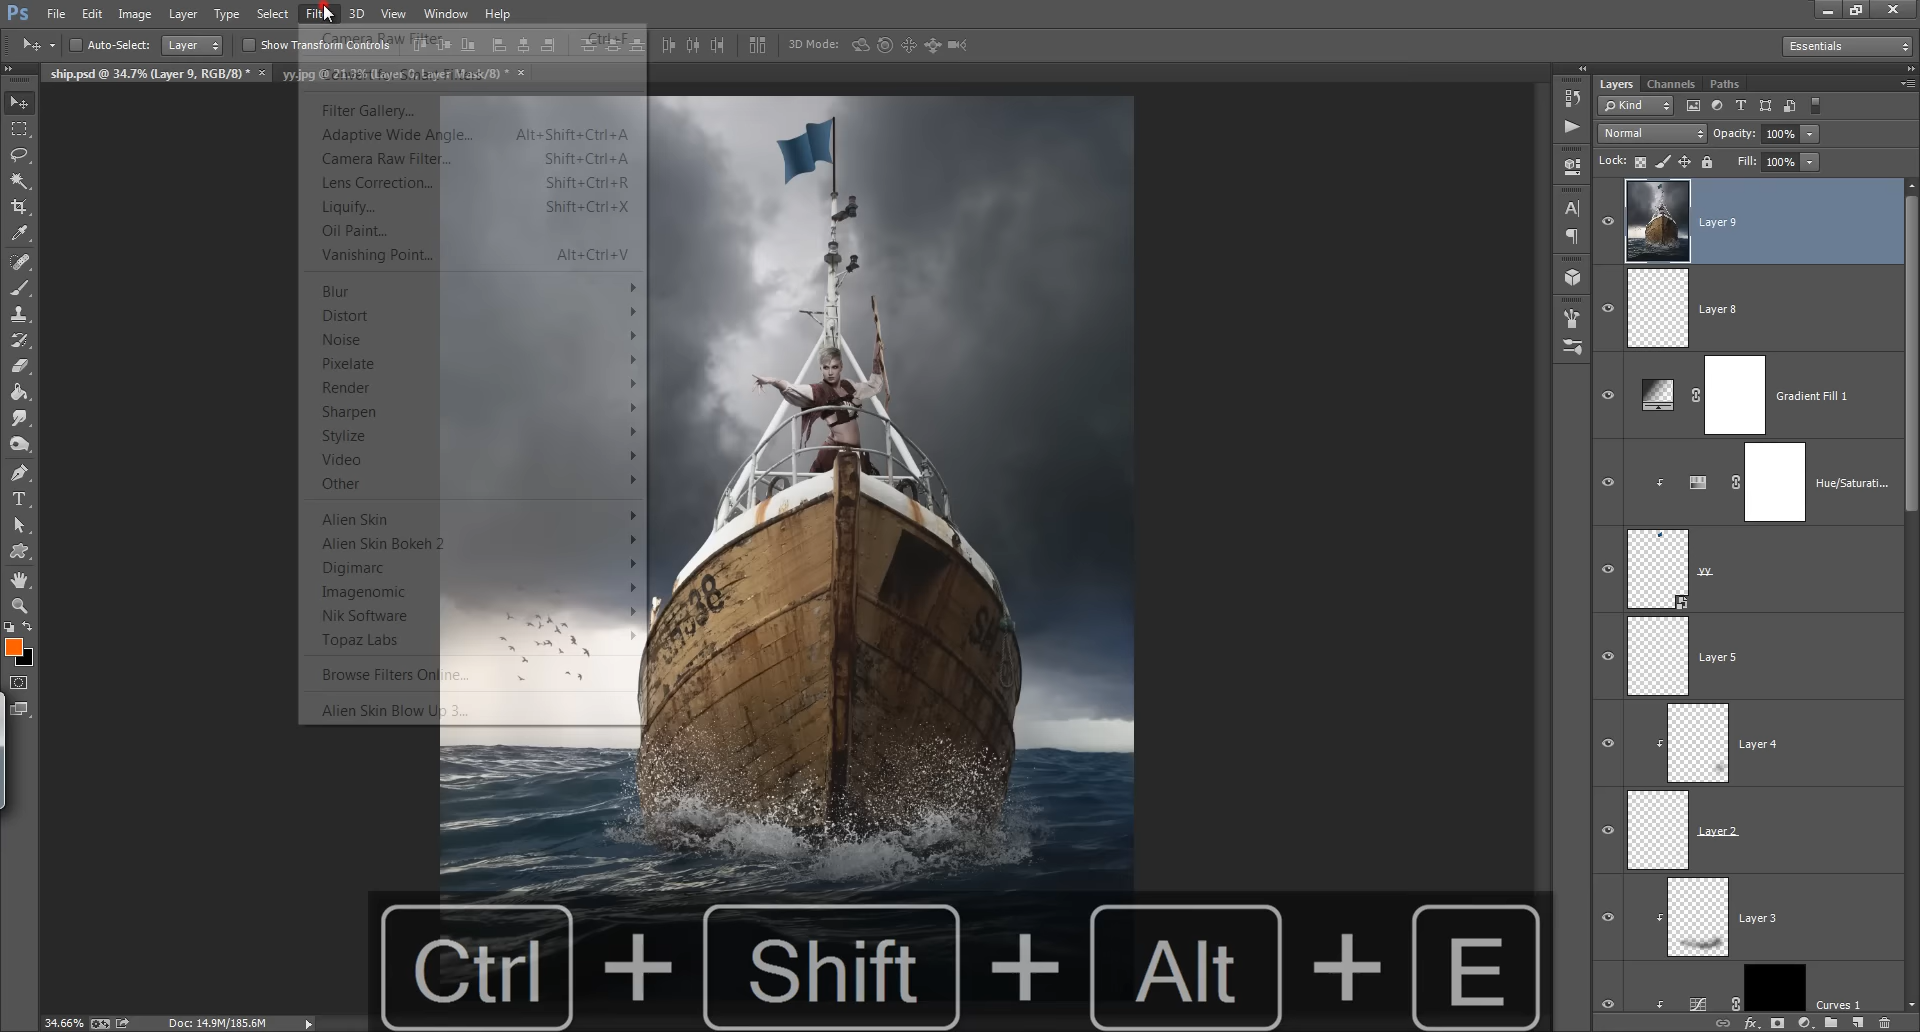 Ps File Edit Image Layer Type Select Filt 3D View Window Help
Auto-Select: Layer Show Transform Controls 3D Mode: Essentials
ship.psd @ 34.7% (Layer 9, RGB/8) * × yy.jpg @ 21.3% (Layer 0, Layer Mask/8) * ×
Camera Raw Filter Ctrl+F
Filter Gallery...
Adaptive Wide Angle... Alt+Shift+Ctrl+A
Camera Raw Filter... Shift+Ctrl+A
Lens Correction... Shift+Ctrl+R
Liquify... Shift+Ctrl+X
Oil Paint...
Vanishing Point... Alt+Ctrl+V
Blur
Distort
Noise
Pixelate
Render
Sharpen
Stylize
Video
Other
Alien Skin
Alien Skin Bokeh 2
Digimarc
Imagenomic
Nik Software
Topaz Labs
Browse Filters Online...
Alien Skin Blow Up 3...
38
SA
Layers Channels Paths
Kind
Normal Opacity: 100%
Lock: Fill: 100%
Layer 9
Layer 8
Gradient Fill 1
Hue/Saturati...
yy
Layer 5
Layer 4
Layer 2
Layer 3
Curves 1
Ctrl + Shift + Alt + E
34.66% Doc: 14.9M/185.6M